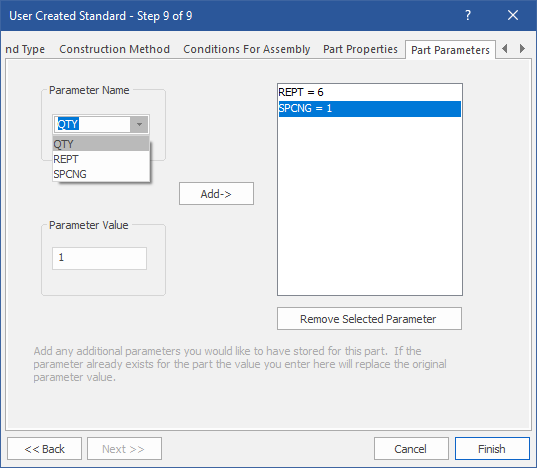 User Created Standard - Step 9 of 9
?
nd Type Construction Method Conditions For Assembly Part Properties Part Parameters
Parameter Name
QTY
QTY
REPT
SPCNG
REPT = 6
SPCNG = 1
Add->
Parameter Value
1
Remove Selected Parameter
Add any additional parameters you would like to have stored for this part. If the
parameter already exists for the part the value you enter here will replace the original
parameter value.
<< Back Next >> Cancel Finish